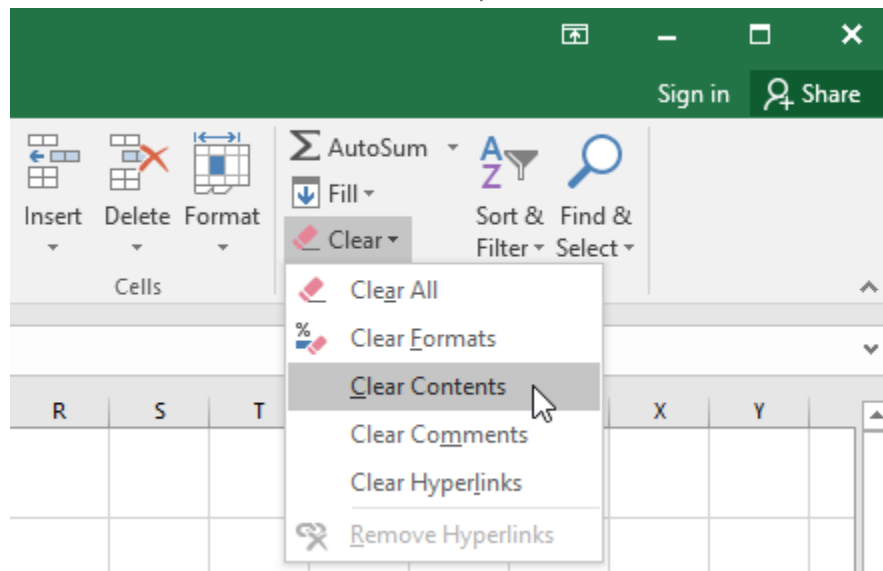 Sign in Share
AutoSum
Fill
Insert Delete Format
Clear
Sort & Filter
Find & Select
Cells
Clear All
Clear Formats
Clear Contents
Clear Comments
Clear Hyperlinks
Remove Hyperlinks
R S T X Y